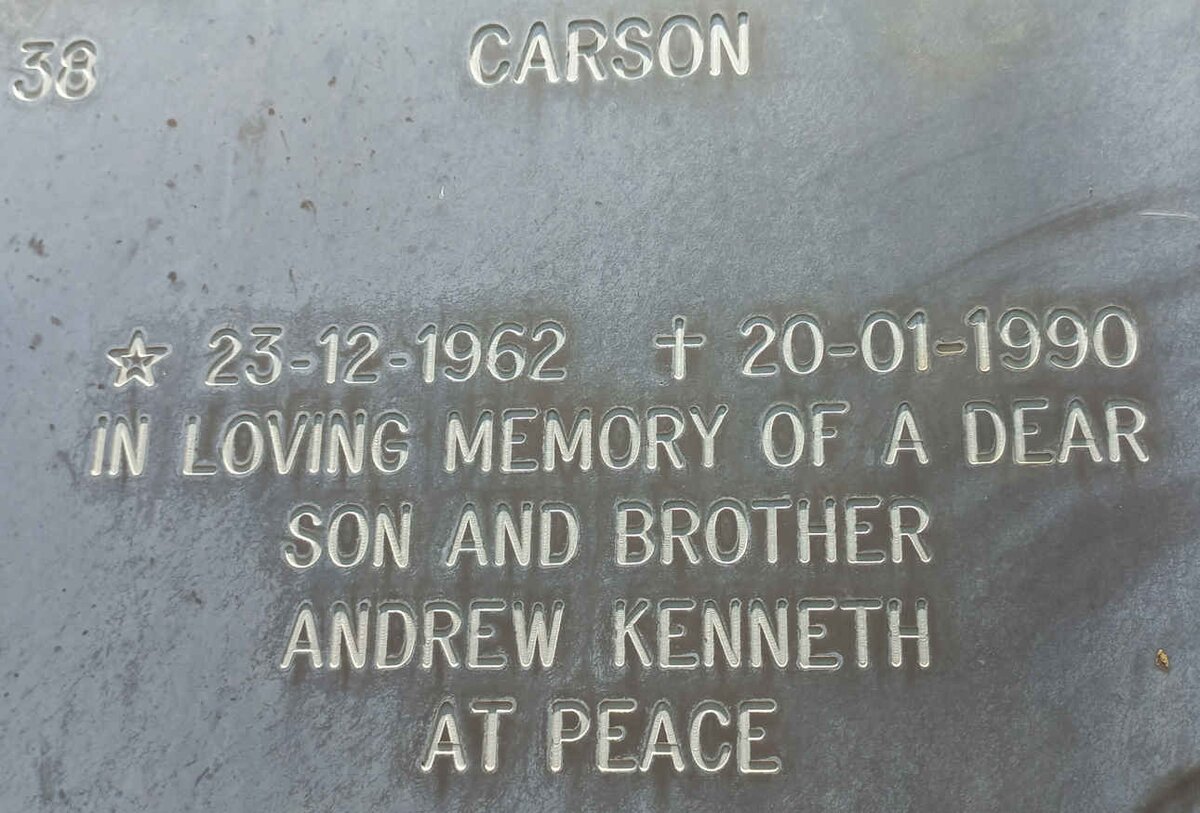 38 CARSON
☆ 23-12-1962 † 20-01-1990
IN LOVING MEMORY OF A DEAR
SON AND BROTHER
ANDREW KENNETH
AT PEACE